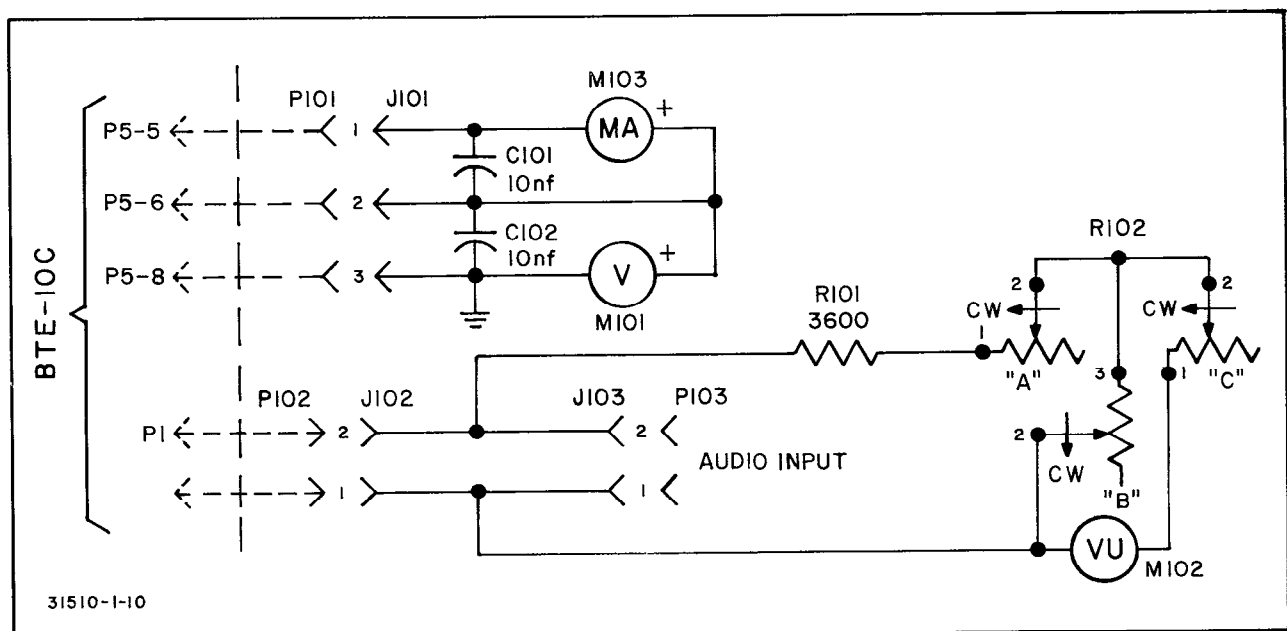 M103
P101 J101
P5-5 1 MA +
C101
10nf
P5-6 2
C102
10nf
R102
P5-8 3 V +
M101
BTE-10C
2 2
R101
3600
CW CW
1
"A" 3 1 "C"
P102 J102 J103 P103
P1 2 2
AUDIO INPUT
2
CW
1 1
"B"
VU
M102
31510-1-10